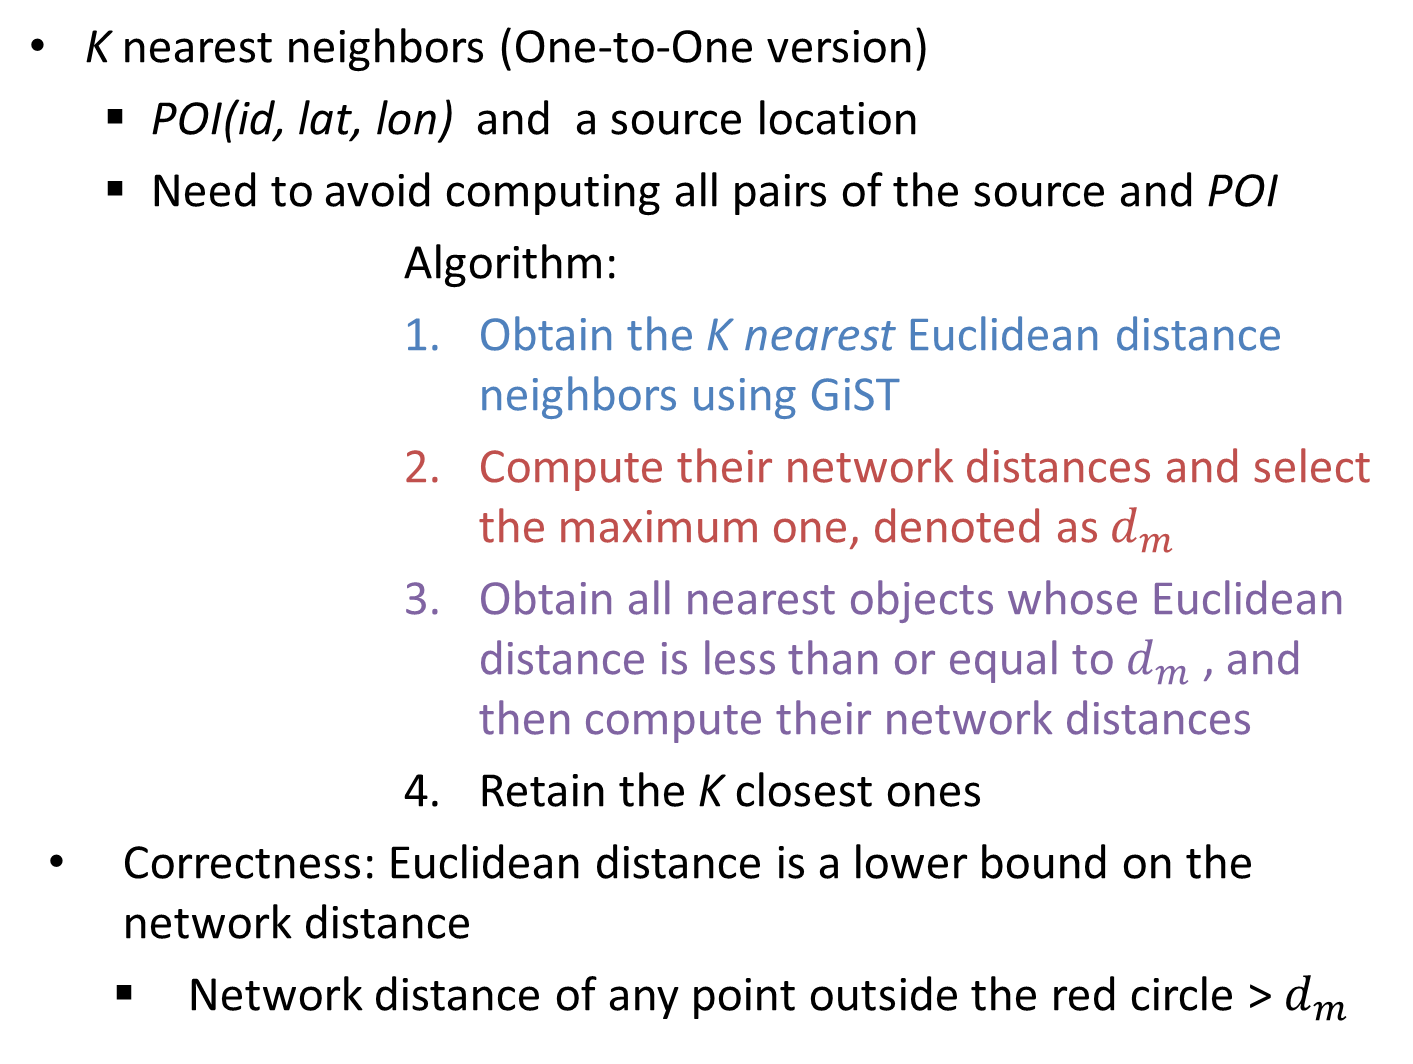 • K nearest neighbors (One-to-One version)
▪ POI(id, lat, lon) and a source location
▪ Need to avoid computing all pairs of the source and POI
Algorithm:
1. Obtain the K nearest Euclidean distance
neighbors using GiST
2. Compute their network distances and select
the maximum one, denoted as dₘ
3. Obtain all nearest objects whose Euclidean
distance is less than or equal to dₘ , and
then compute their network distances
4. Retain the K closest ones
• Correctness: Euclidean distance is a lower bound on the
network distance
▪ Network distance of any point outside the red circle > dₘ